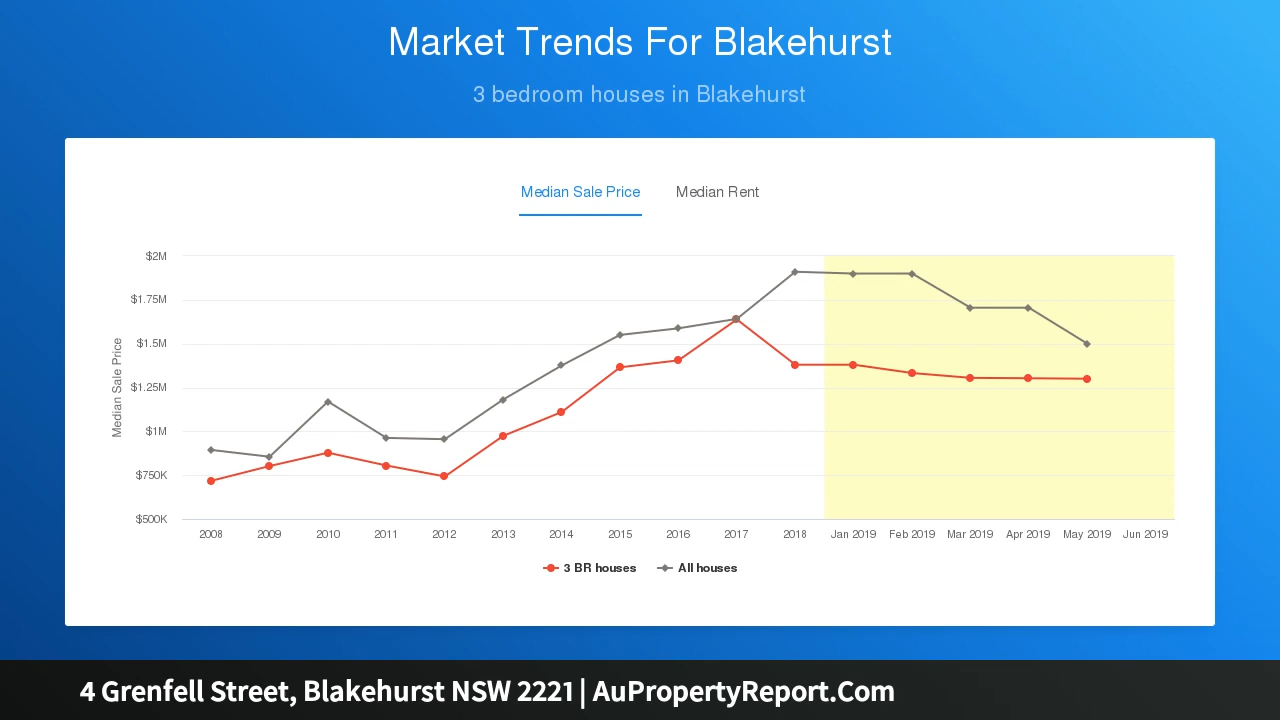 Market Trends For Blakehurst
3 bedroom houses in Blakehurst
Median Sale Price Median Rent
Median Sale Price
$2M
$1.75M
$1.5M
$1.25M
$1M
$750K
$500K
2008 2009 2010 2011 2012 2013 2014 2015 2016 2017 2018 Jan 2019 Feb 2019 Mar 2019 Apr 2019 May 2019 Jun 2019
3 BR houses All houses
4 Grenfell Street, Blakehurst NSW 2221 | AuPropertyReport.Com